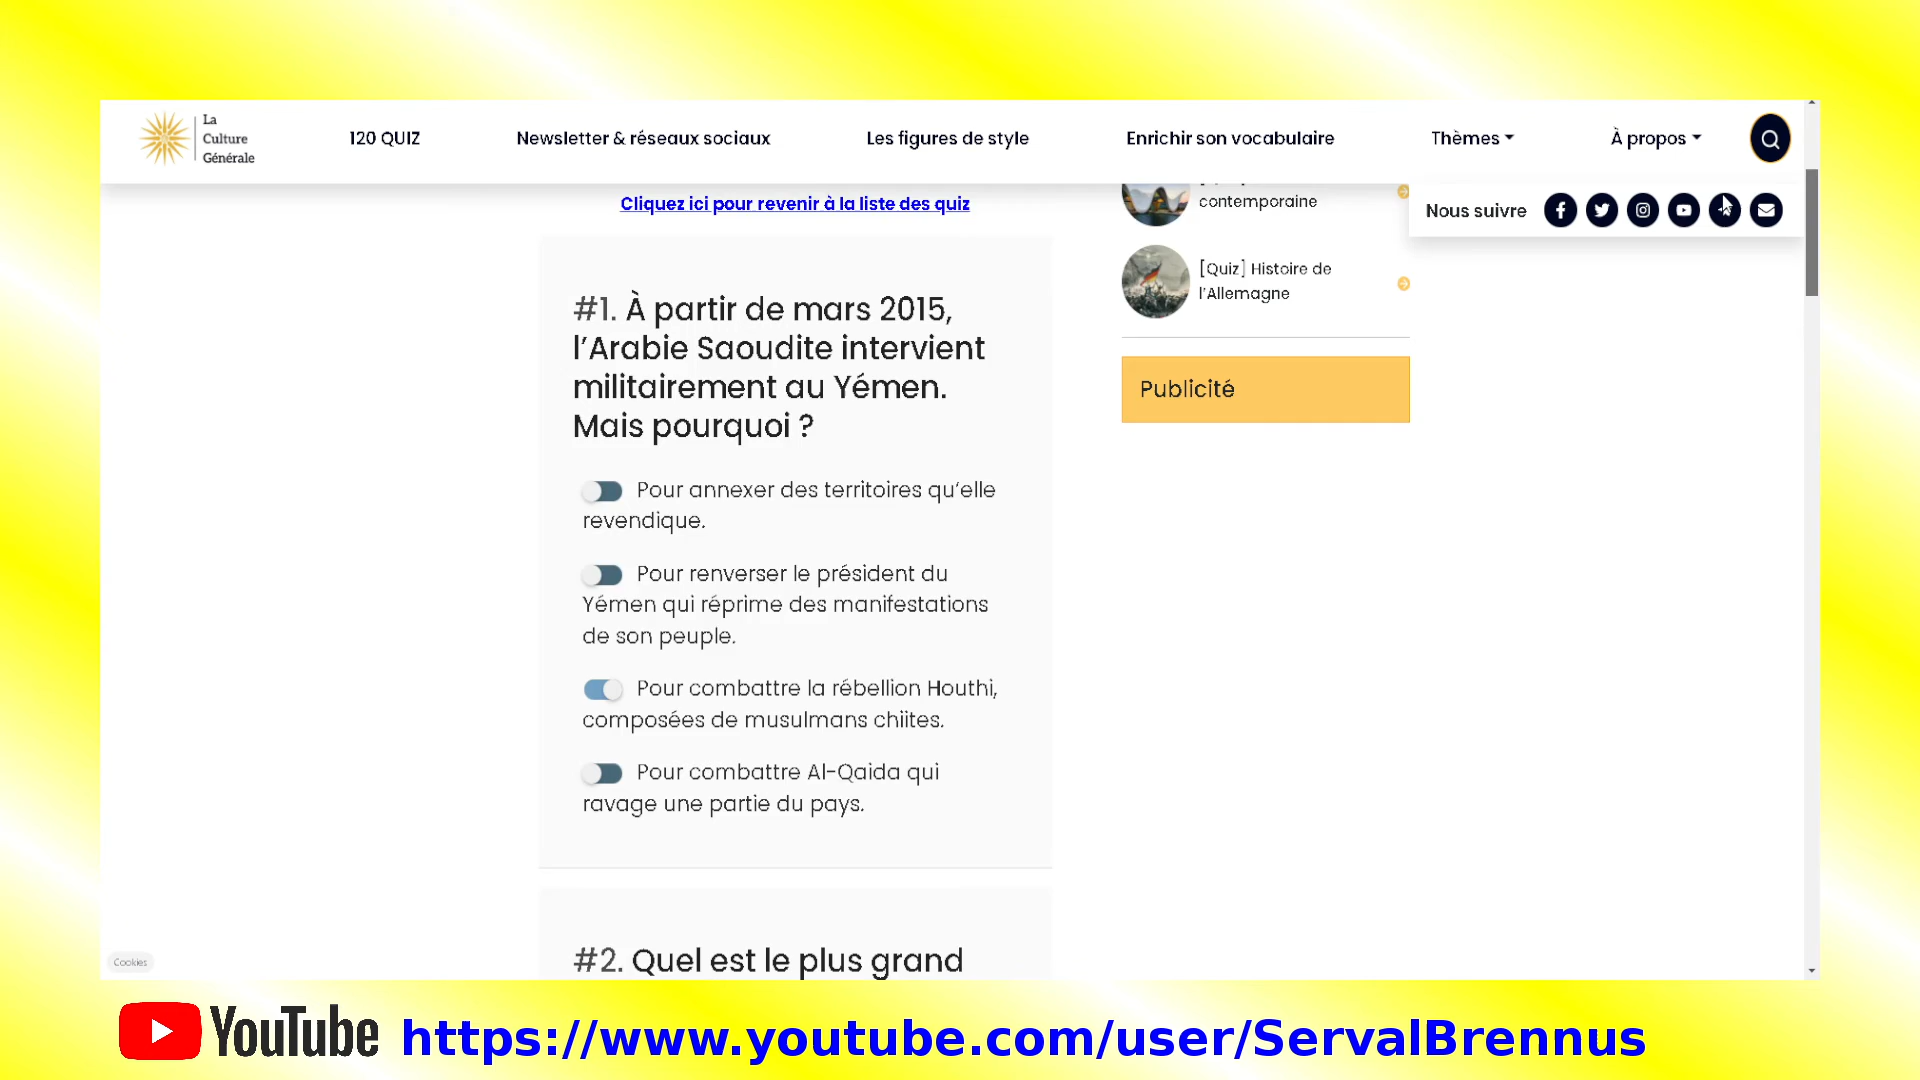 La
Culture
Générale
120 QUIZ
Newsletter & réseaux sociaux
Les figures de style
Enrichir son vocabulaire
Thèmes
À propos
Nous suivre
Cliquez ici pour revenir à la liste des quiz
#1. À partir de mars 2015,
l’Arabie Saoudite intervient
militairement au Yémen.
Mais pourquoi ?
Pour annexer des territoires qu’elle
revendique.
Pour renverser le président du
Yémen qui réprime des manifestations
de son peuple.
Pour combattre la rébellion Houthi,
composées de musulmans chiites.
Pour combattre Al-Qaida qui
ravage une partie du pays.
#2. Quel est le plus grand
contemporaine
[Quiz] Histoire de
l’Allemagne
Publicité
Cookies
YouTube
https://www.youtube.com/user/ServalBrennus